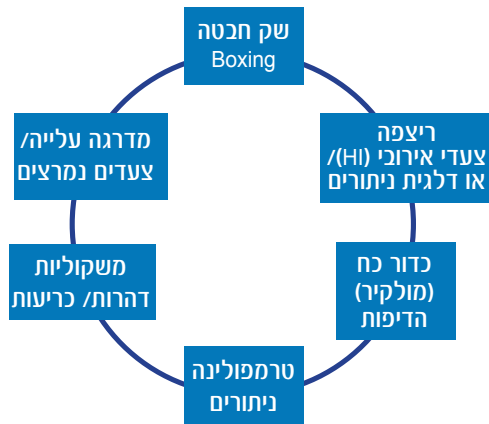 שק חבטה
Boxing
ריצפה
צעדי אירובי (HI)/
או דלגית ניתורים
כדור כח
(מולקיר)
הדיפות
טרמפולינה
ניתורים
משקוליות
דהרות/ כריעות
מדרגה עלייה/
צעדים נמרצים